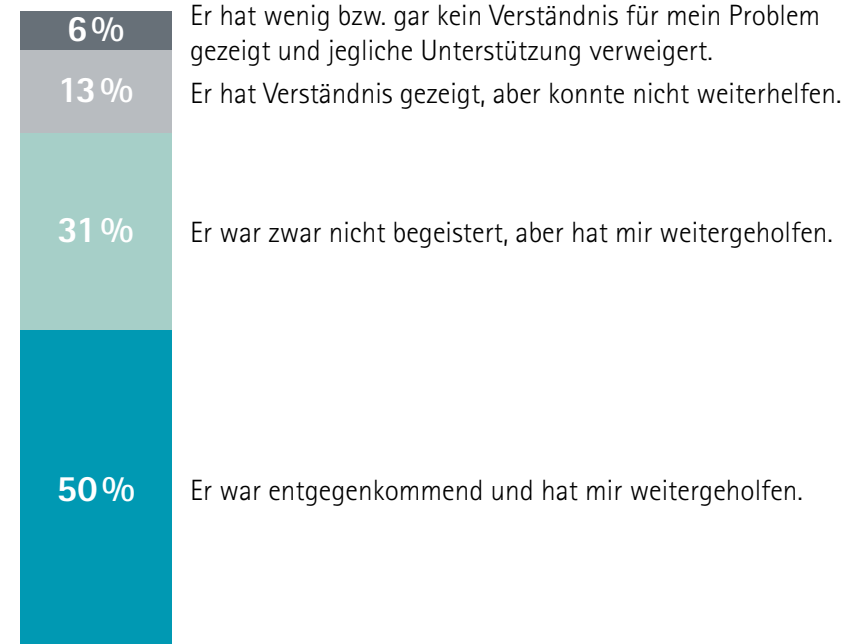 6 %
Er hat wenig bzw. gar kein Verständnis für mein Problem
gezeigt und jegliche Unterstützung verweigert.
13 %
Er hat Verständnis gezeigt, aber konnte nicht weiterhelfen.
31 %
Er war zwar nicht begeistert, aber hat mir weitergeholfen.
50 %
Er war entgegenkommend und hat mir weitergeholfen.